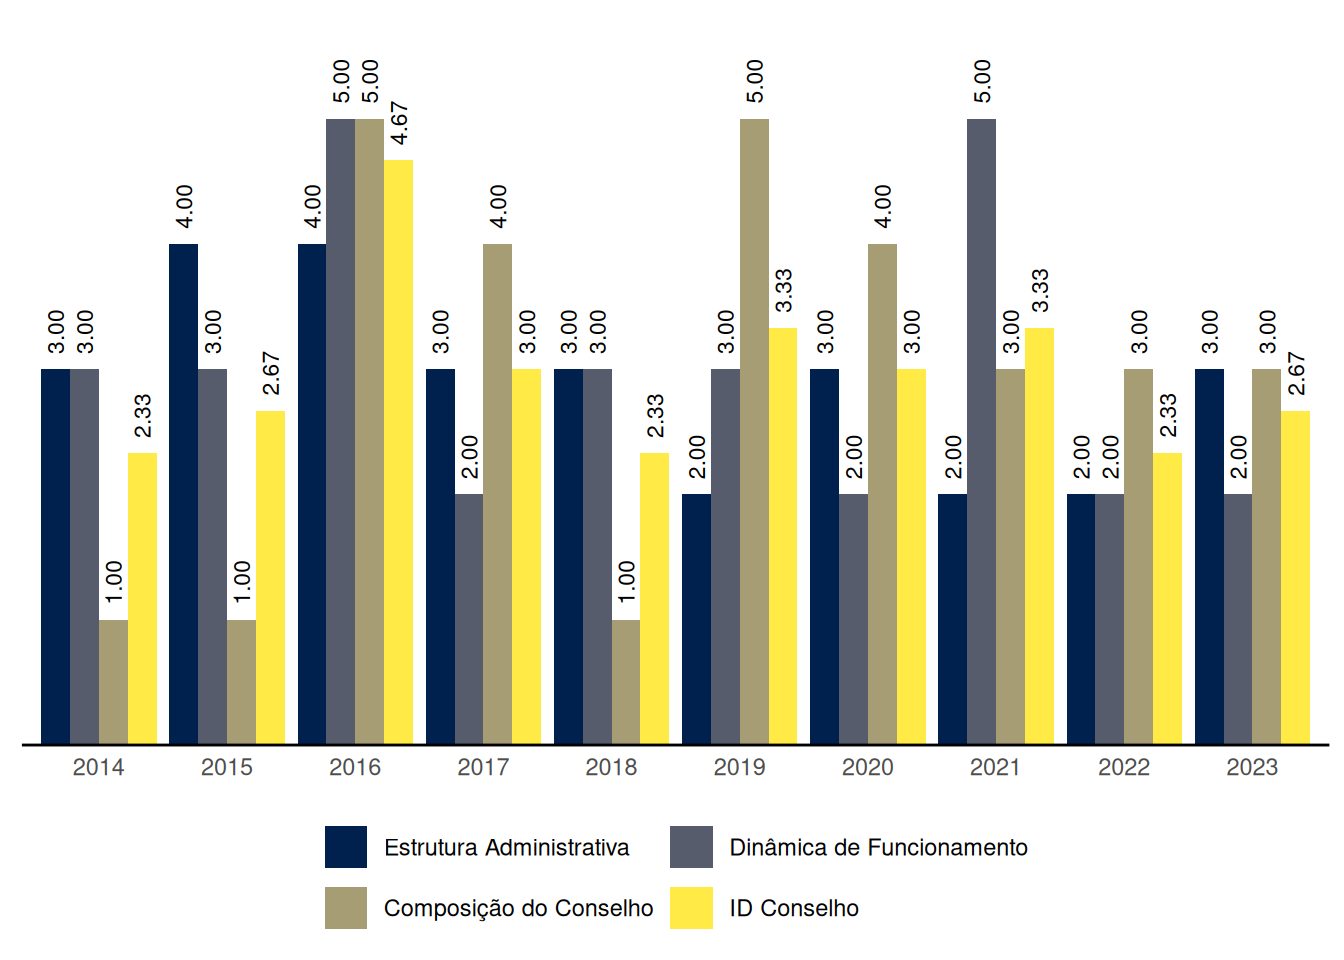 5.00 5.00 5.00 5.00
4.67
4.00 4.00 4.00 4.00
3.33 3.33
3.00 3.00 3.00 3.00 3.00 3.00 3.00 3.00 3.00 3.00 3.00 3.00 3.00 3.00
2.67 2.67
2.33 2.33 2.33
2.00 2.00 2.00 2.00 2.00 2.00 2.00
1.00 1.00 1.00
2014 2015 2016 2017 2018 2019 2020 2021 2022 2023
Estrutura Administrativa Dinâmica de Funcionamento
Composição do Conselho ID Conselho